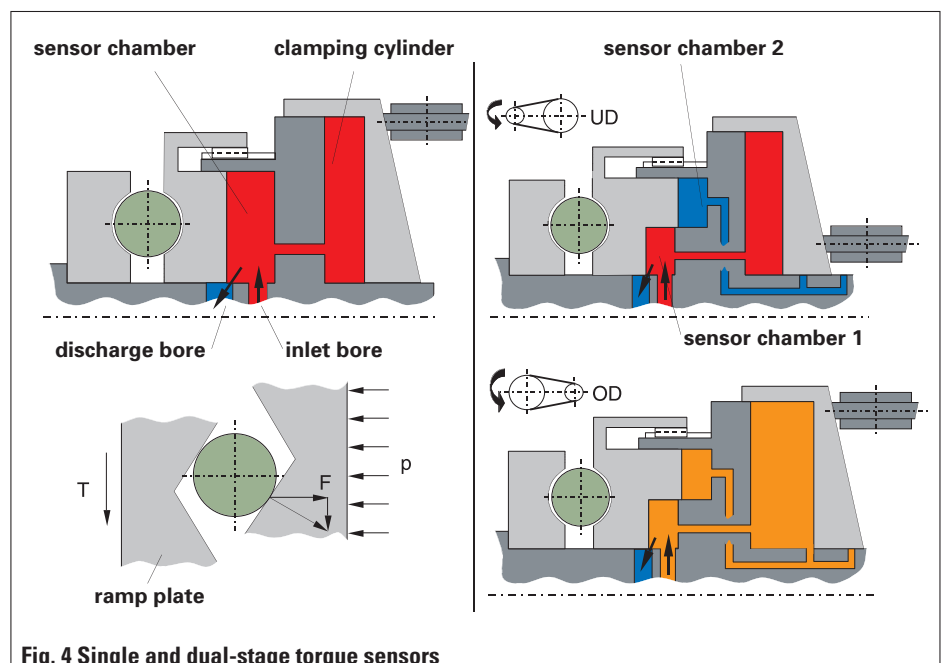 sensor chamber
clamping cylinder
discharge bore
inlet bore
T
F
p
ramp plate
sensor chamber 2
UD
sensor chamber 1
OD
Fig. 4 Single and dual-stage torque sensors